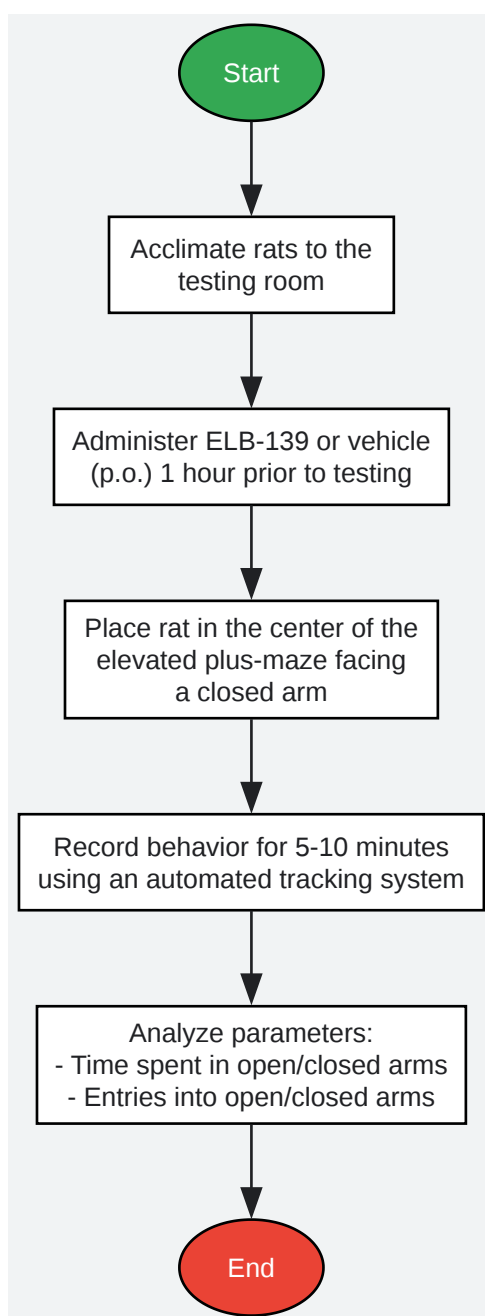 Start
Acclimate rats to the
testing room
Administer ELB-139 or vehicle
(p.o.) 1 hour prior to testing
Place rat in the center of the
elevated plus-maze facing
a closed arm
Record behavior for 5-10 minutes
using an automated tracking system
Analyze parameters:
- Time spent in open/closed arms
- Entries into open/closed arms
End